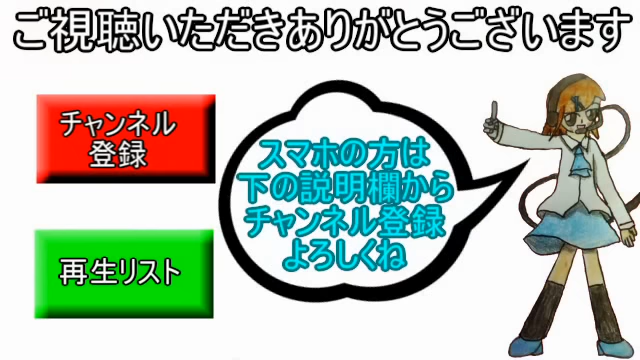 ご視聴いただきありがとうございます
チャンネル
登録
スマホの方は
下の説明欄から
チャンネル登録
よろしくね
再生リスト